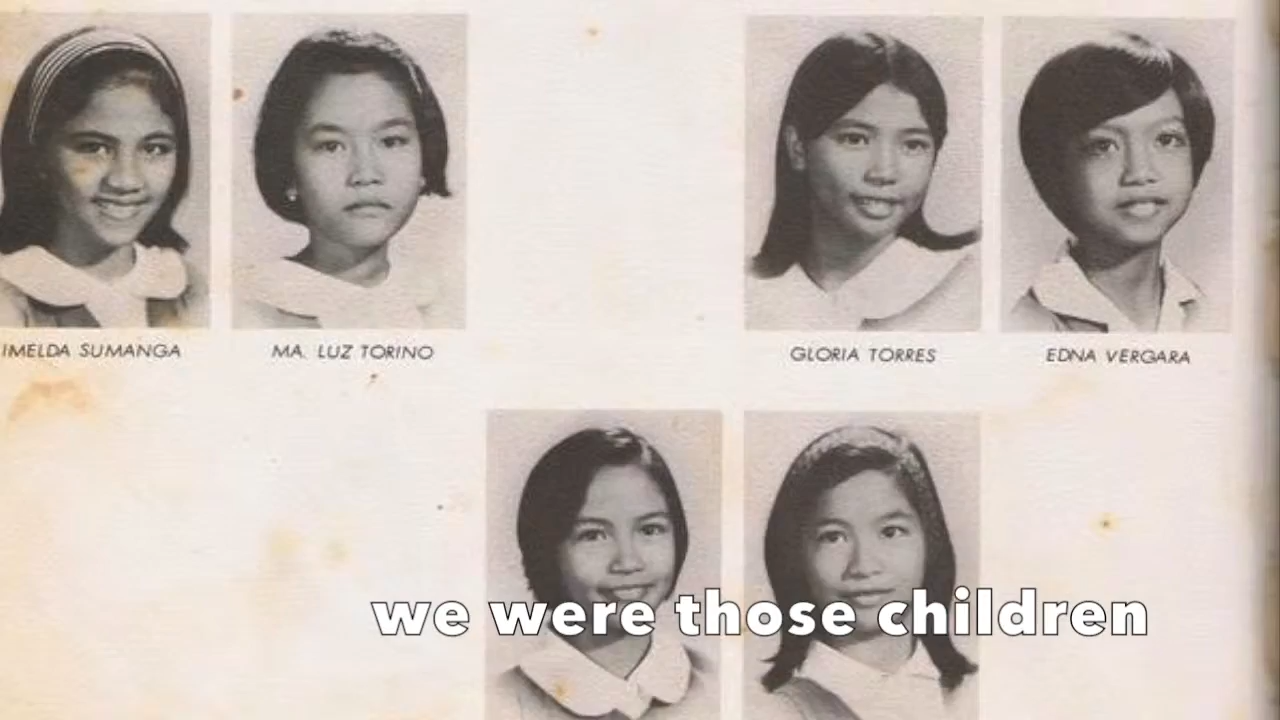 IMELDA SUMANGA
MA. LUZ TORINO
GLORIA TORRES
EDNA VERGARA
we were those children